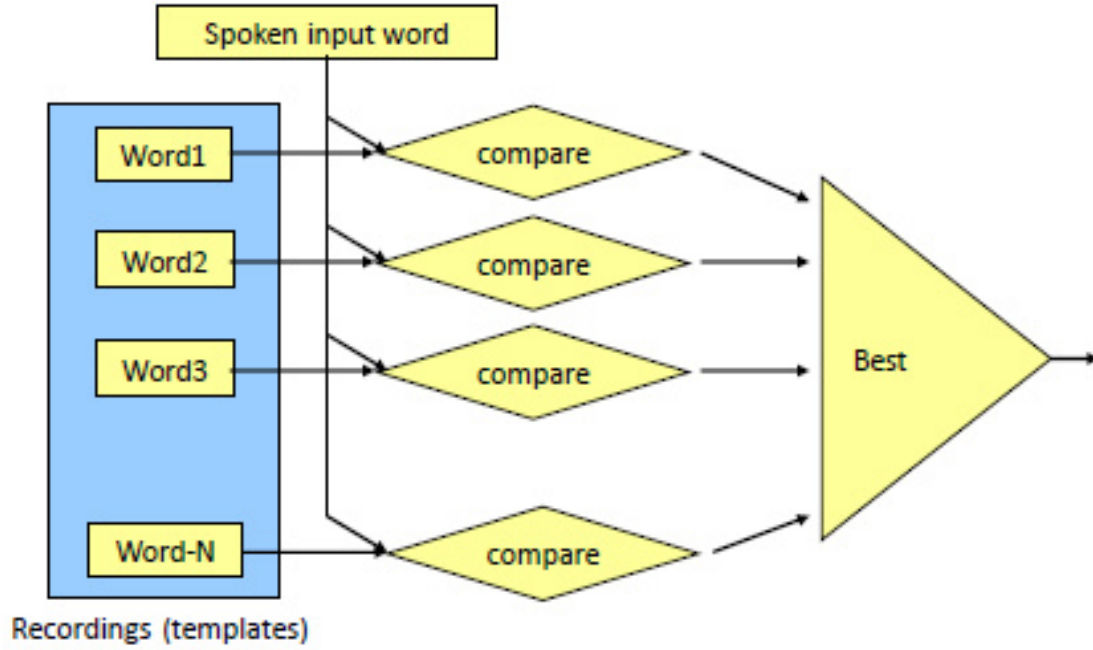 Spoken input word
Word1
compare
Word2
compare
Word3
compare
Best
Word-N
compare
Recordings (templates)